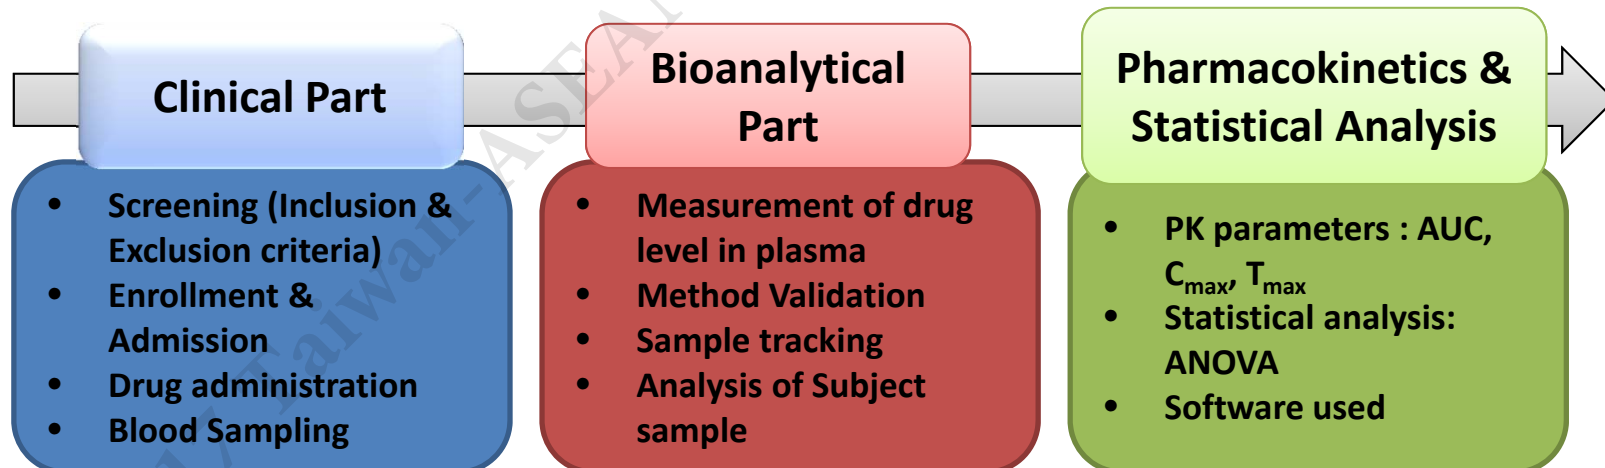 Clinical Part
• Screening (Inclusion &
Exclusion criteria)
• Enrollment &
Admission
• Drug administration
• Blood Sampling
Bioanalytical
Part
• Measurement of drug
level in plasma
• Method Validation
• Sample tracking
• Analysis of Subject
sample
Pharmacokinetics &
Statistical Analysis
• PK parameters : AUC,
Cmax, Tmax
• Statistical analysis:
ANOVA
• Software used
Taiwan-ASEAN